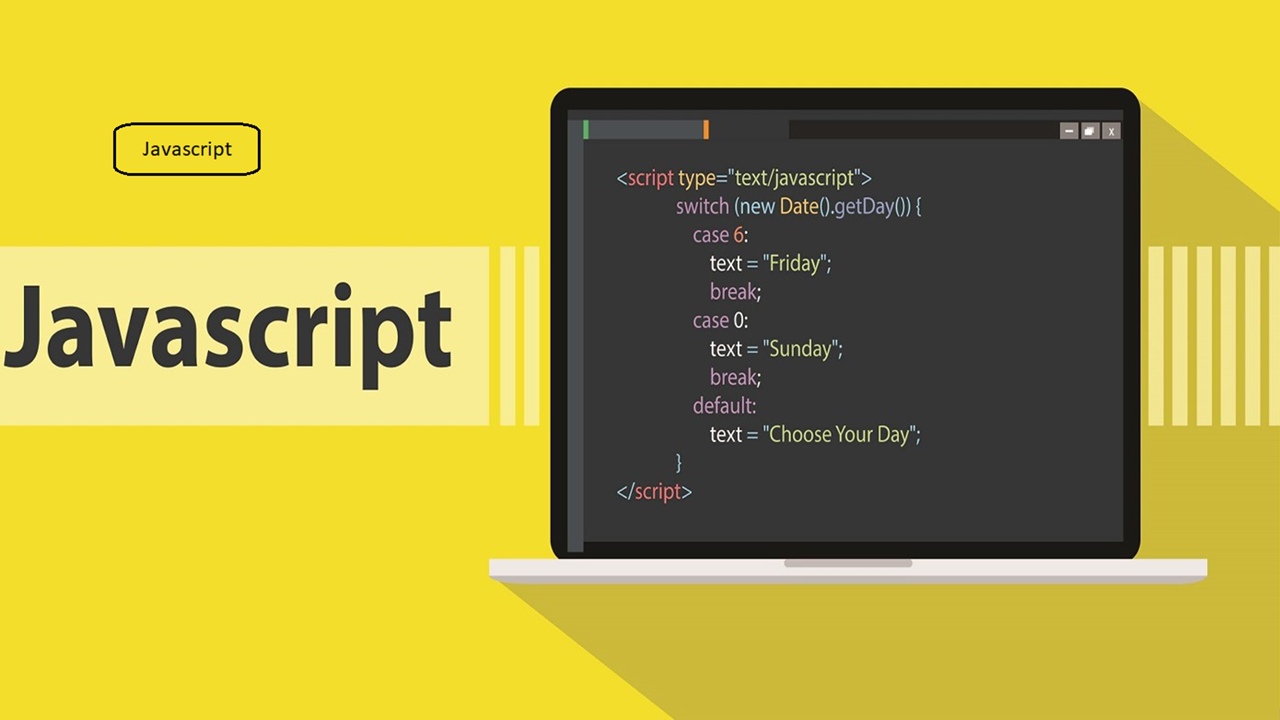 Javascript
Javascript
<script type="text/javascript">
switch (new Date().getDay()) {
case 6:
text = "Friday";
break;
case 0:
text = "Sunday";
break;
default:
text = "Choose Your Day";
}
</script>